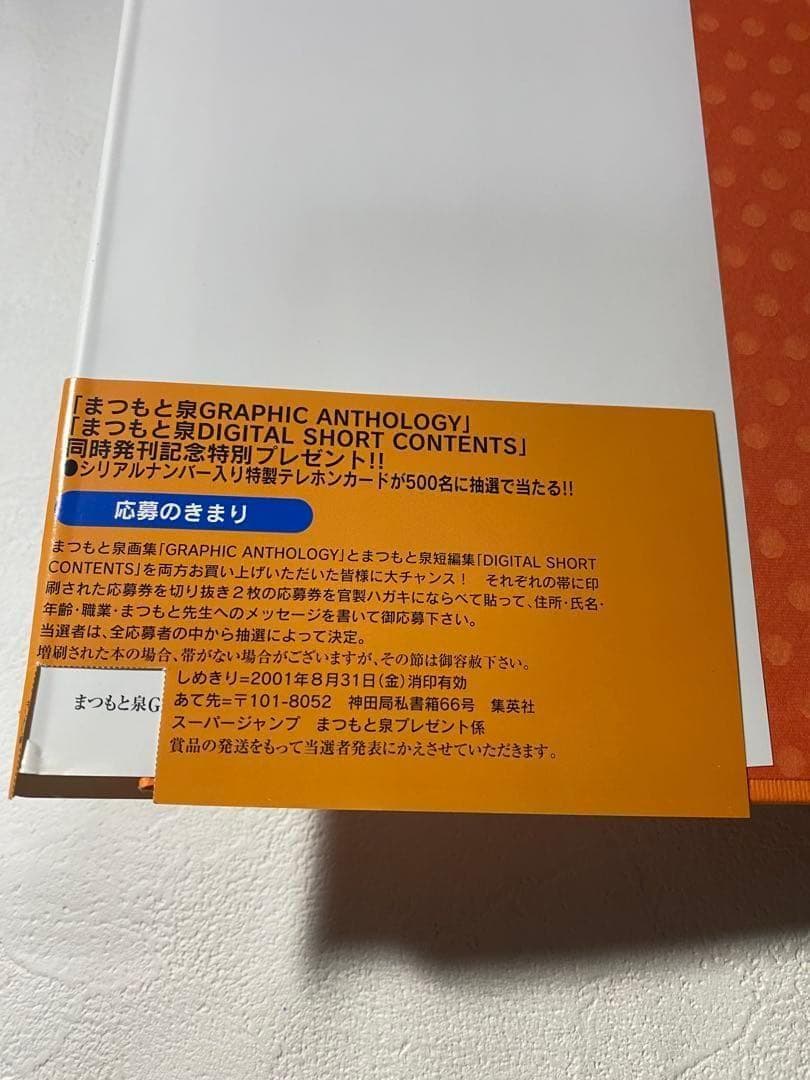 「まつもと泉GRAPHIC ANTHOLOGY」
「まつもと泉DIGITAL SHORT CONTENTS」
同時発刊記念特別プレゼント!!
●シリアルナンバー入り特製テレホンカードが500名に抽選で当たる!!
応募のきまり
まつもと泉画集「GRAPHIC ANTHOLOGY」とまつもと泉短編集「DIGITAL SHORT
CONTENTS」を両方お買い上げいただいた皆様に大チャンス！　それぞれの帯に印
刷された応募券を切り抜き２枚の応募券を官製ハガキにならべて貼って、住所・氏名・
年齢・職業・まつもと先生へのメッセージを書いて御応募下さい。
当選者は、全応募者の中から抽選によって決定。
増刷された本の場合、帯がない場合がございますが、その節は御容赦下さい。
しめきり=2001年8月31日(金)消印有効
あて先=〒101-8052　神田局私書箱66号　集英社
スーパージャンプ　まつもと泉プレゼント係
賞品の発送をもって当選者発表にかえさせていただきます。
まつもと泉G